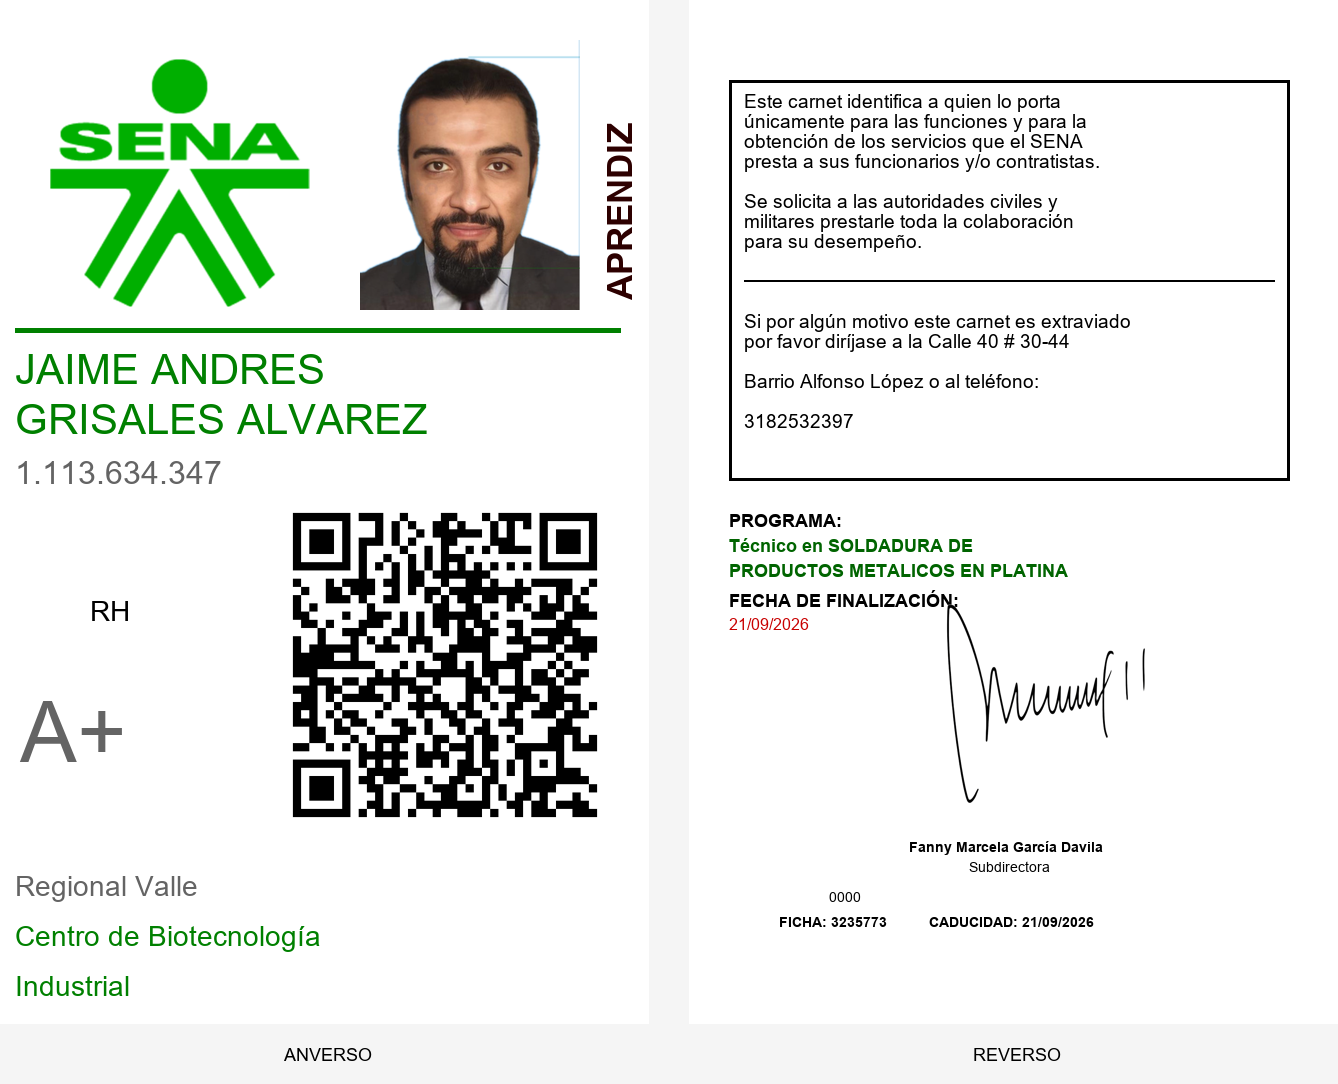 SENA
APRENDIZ
JAIME ANDRES
GRISALES ALVAREZ
1.113.634.347
RH
A+
Regional Valle
Centro de Biotecnología
Industrial
ANVERSO
Este carnet identifica a quien lo porta
únicamente para las funciones y para la
obtención de los servicios que el SENA
presta a sus funcionarios y/o contratistas.
Se solicita a las autoridades civiles y
militares prestarle toda la colaboración
para su desempeño.
Si por algún motivo este carnet es extraviado
por favor diríjase a la Calle 40 # 30-44
Barrio Alfonso López o al teléfono:
3182532397
PROGRAMA:
Técnico en SOLDADURA DE
PRODUCTOS METALICOS EN PLATINA
FECHA DE FINALIZACIÓN:
21/09/2026
Fanny Marcela García Davila
Subdirectora
0000
FICHA: 3235773 CADUCIDAD: 21/09/2026
REVERSO